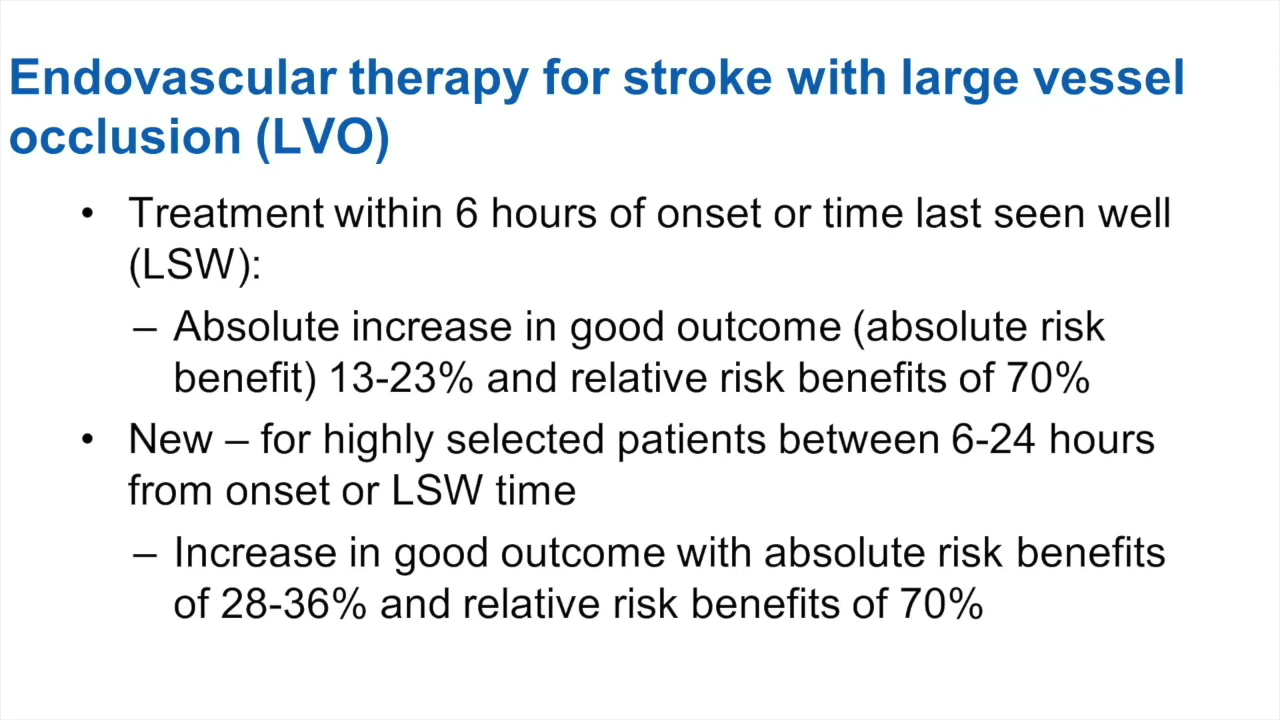 Endovascular therapy for stroke with large vessel
occlusion (LVO)
• Treatment within 6 hours of onset or time last seen well
(LSW):
– Absolute increase in good outcome (absolute risk
benefit) 13-23% and relative risk benefits of 70%
• New – for highly selected patients between 6-24 hours
from onset or LSW time
– Increase in good outcome with absolute risk benefits
of 28-36% and relative risk benefits of 70%